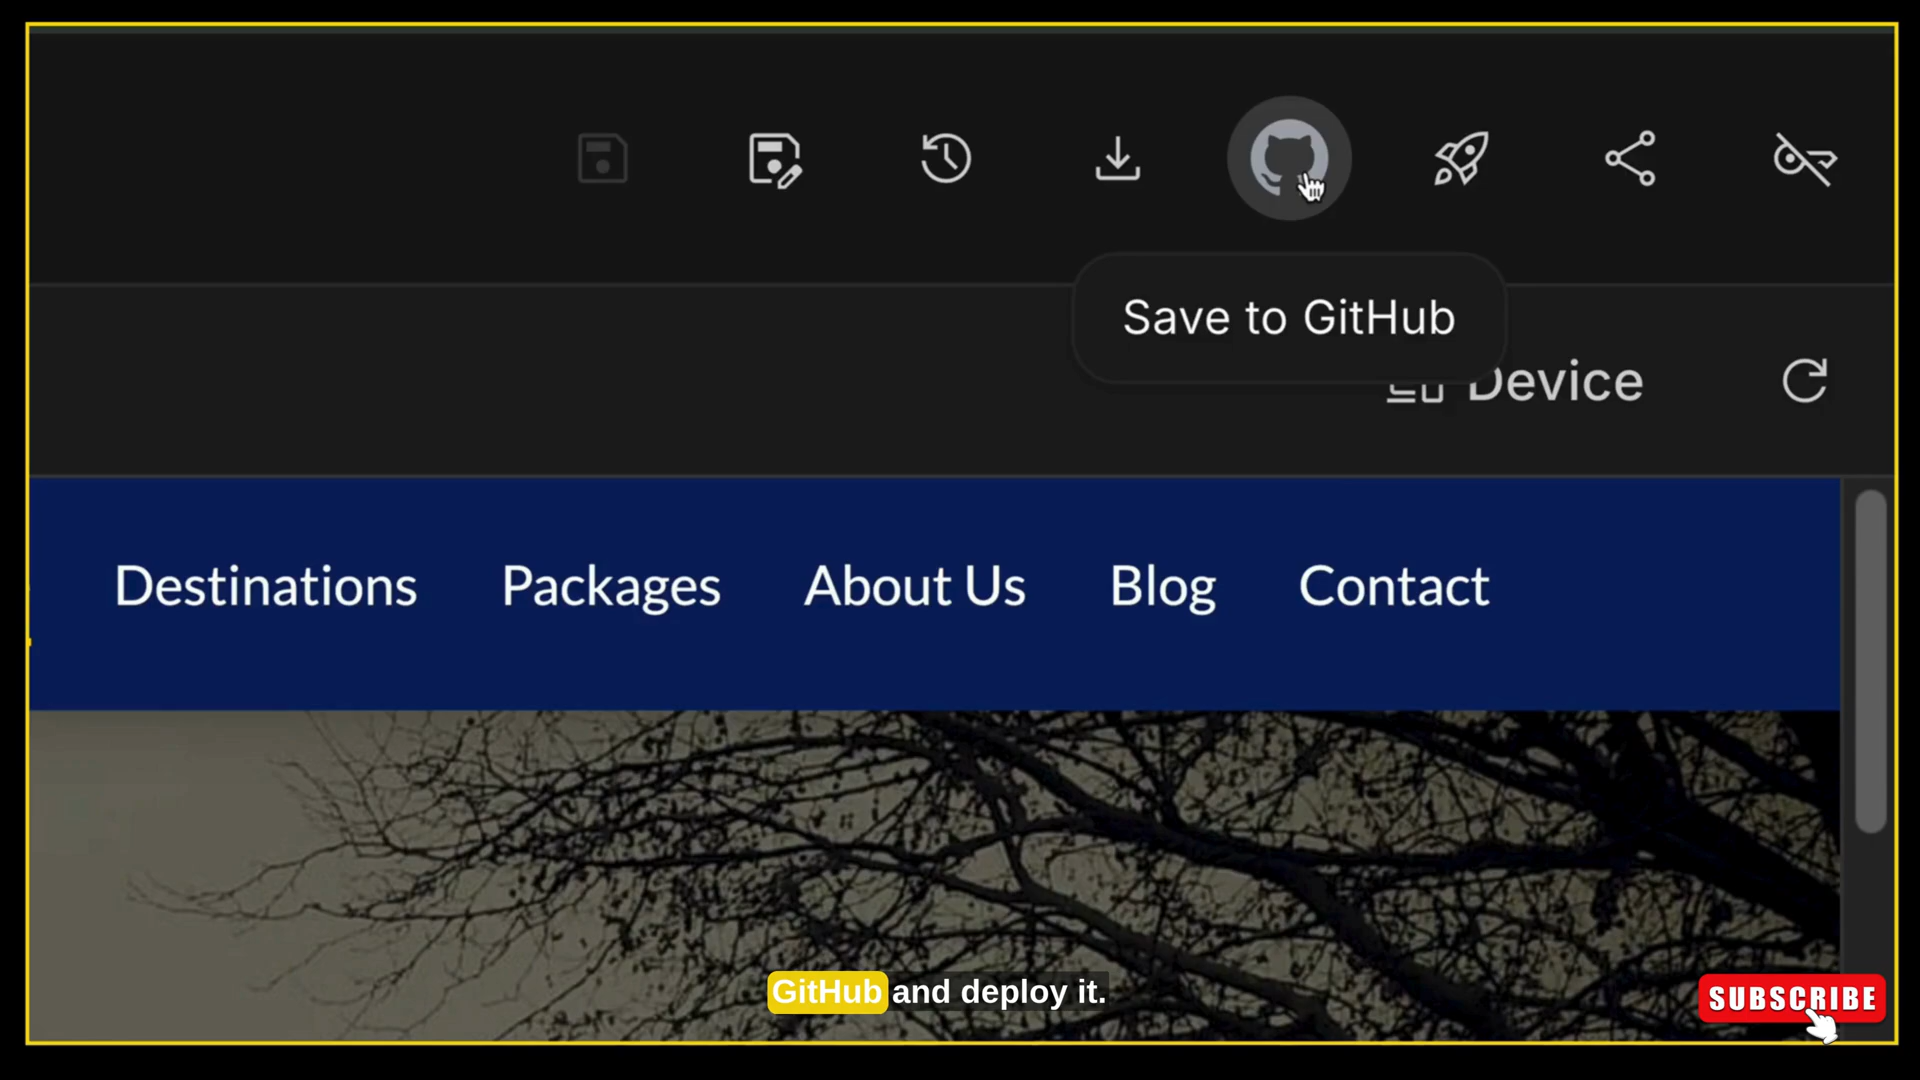 Save to GitHub
Device
Destinations Packages About Us Blog Contact
GitHub and deploy it.
SUBSCRIBE